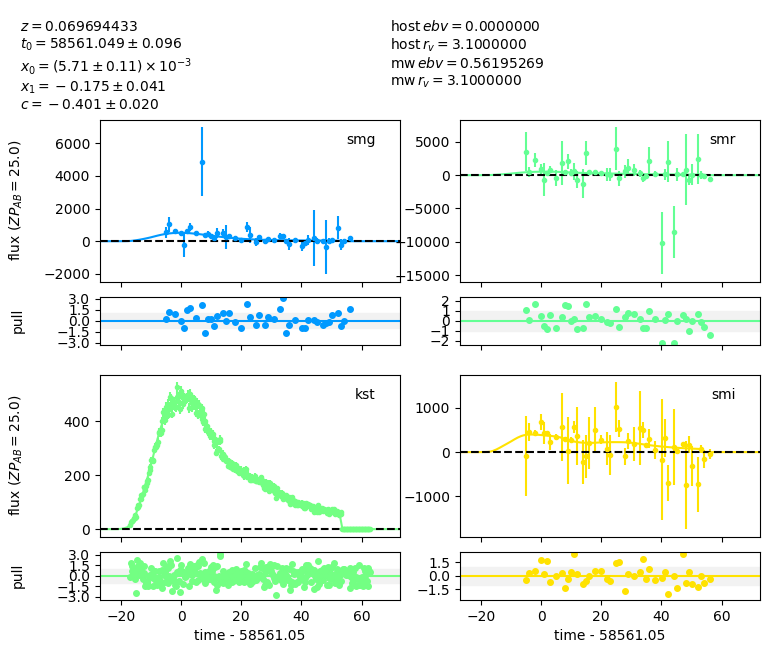 z = 0.069694433
t₀ = 58561.049 ± 0.096
x₀ = (5.71 ± 0.11) × 10⁻³
x₁ = −0.175 ± 0.041
c = −0.401 ± 0.020
host ebv = 0.0000000
host r_v = 3.1000000
mw ebv = 0.56195269
mw r_v = 3.1000000
flux (ZP_AB = 25.0)
6000
4000
2000
0
−2000
smg
5000
0
−5000
−10000
−15000
smr
pull
3.0
1.5
0.0
−1.5
−3.0
2
1
0
−1
−2
flux (ZP_AB = 25.0)
400
200
0
kst
1000
0
−1000
smi
pull
3.0
1.5
0.0
−1.5
−3.0
1.5
0.0
−1.5
−20 0 20 40 60
time - 58561.05
−20 0 20 40 60
time - 58561.05